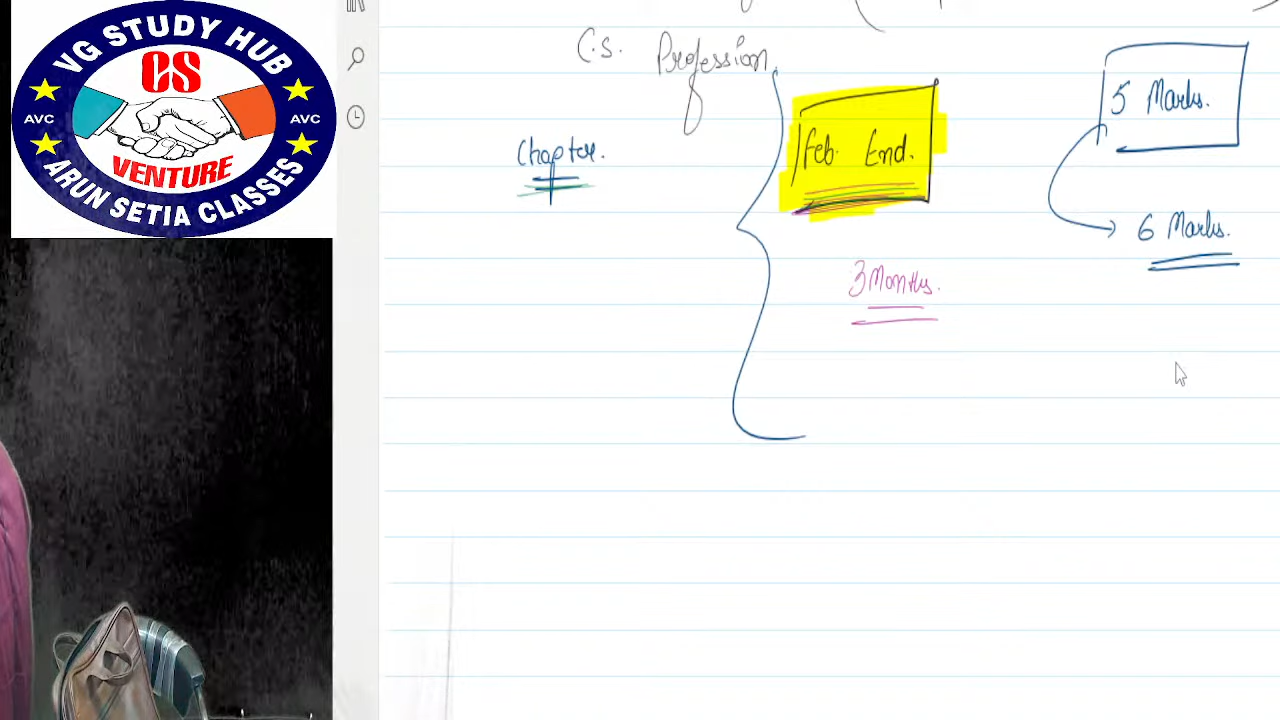 VG STUDY HUB
CS
AVC
AVC
VENTURE
ARUN SETIA CLASSES
C.S. Profession
5 Marks.
Chapter.
Feb. End.
6 Marks.
3 Months.